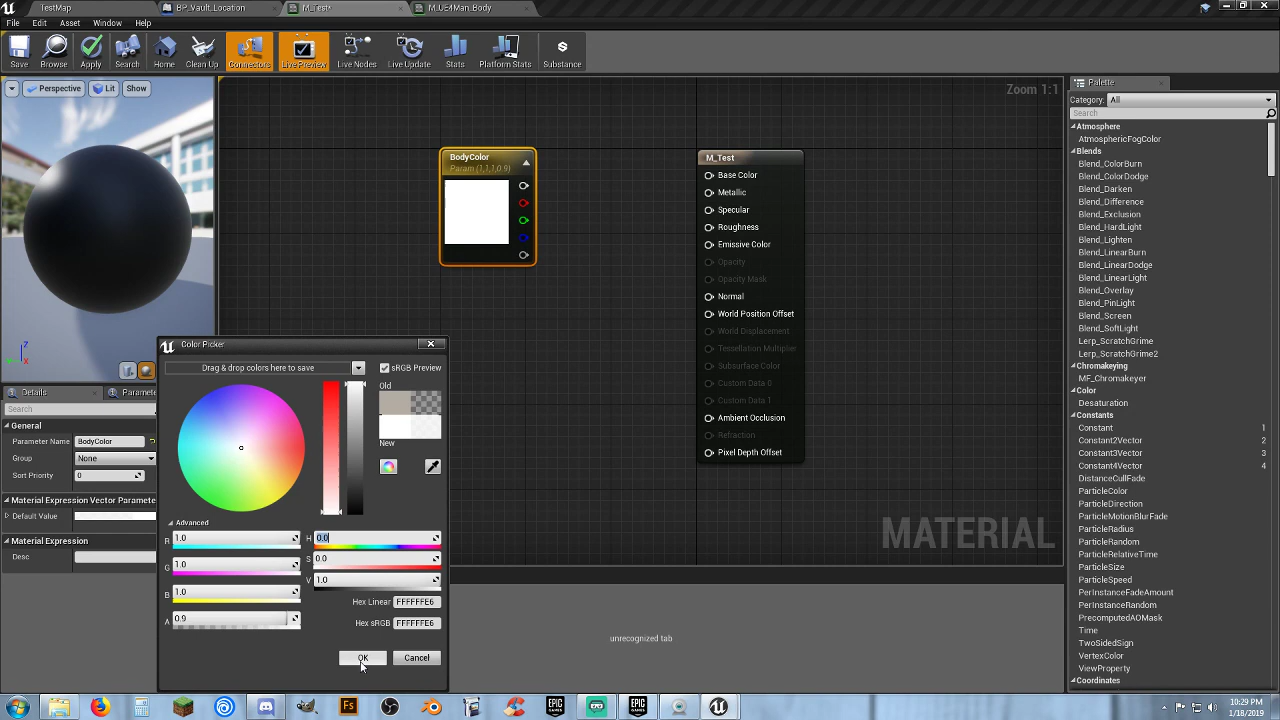 TestMap
BP_Vault_Location
M_Test*
M_UE4Man_Body
File
Edit
Asset
Window
Help
Save
Browse
Apply
Search
Home
Clean Up
Connectors
Live Preview
Live Nodes
Live Update
Stats
Platform Stats
Substance
Perspective
Lit
Show
Zoom 1:1
BodyColor
Param (1,1,1,0.9)
M_Test
Base Color
Metallic
Specular
Roughness
Emissive Color
Opacity
Opacity Mask
Normal
World Position Offset
World Displacement
Tessellation Multiplier
Subsurface Color
Custom Data 0
Custom Data 1
Ambient Occlusion
Refraction
Pixel Depth Offset
MATERIAL
Z
X
Details
Search
General
Parameter Name BodyColor
Group None
Sort Priority 0
Material Expression Vector Parameter
Default Value
Material Expression
Desc
Color Picker
Drag & drop colors here to save
sRGB Preview
Old
New
Advanced
R 1.0
G 1.0
B 1.0
A 0.9
H 0.0
S 0.0
V 1.0
Hex Linear FFFFFFE6
Hex sRGB FFFFFFE6
OK
Cancel
unrecognized tab
Palette
Category: All
Search
Atmosphere
AtmosphericFogColor
Blends
Blend_ColorBurn
Blend_ColorDodge
Blend_Darken
Blend_Difference
Blend_Exclusion
Blend_HardLight
Blend_Lighten
Blend_LinearBurn
Blend_LinearDodge
Blend_LinearLight
Blend_Overlay
Blend_PinLight
Blend_Screen
Blend_SoftLight
Lerp_ScratchGrime
Lerp_ScratchGrime2
Chromakeying
MF_Chromakeyer
Color
Desaturation
Constants
Constant 1
Constant2Vector 2
Constant3Vector 3
Constant4Vector 4
DistanceCullFade
ParticleColor
ParticleDirection
ParticleMotionBlurFade
ParticleRadius
ParticleRandom
ParticleRelativeTime
ParticleSize
ParticleSpeed
PerInstanceFadeAmount
PerInstanceRandom
PrecomputedAOMask
Time
TwoSidedSign
VertexColor
ViewProperty
Coordinates
Fs
EPIC GAMES
EPIC GAMES
10:29 PM
1/18/2019